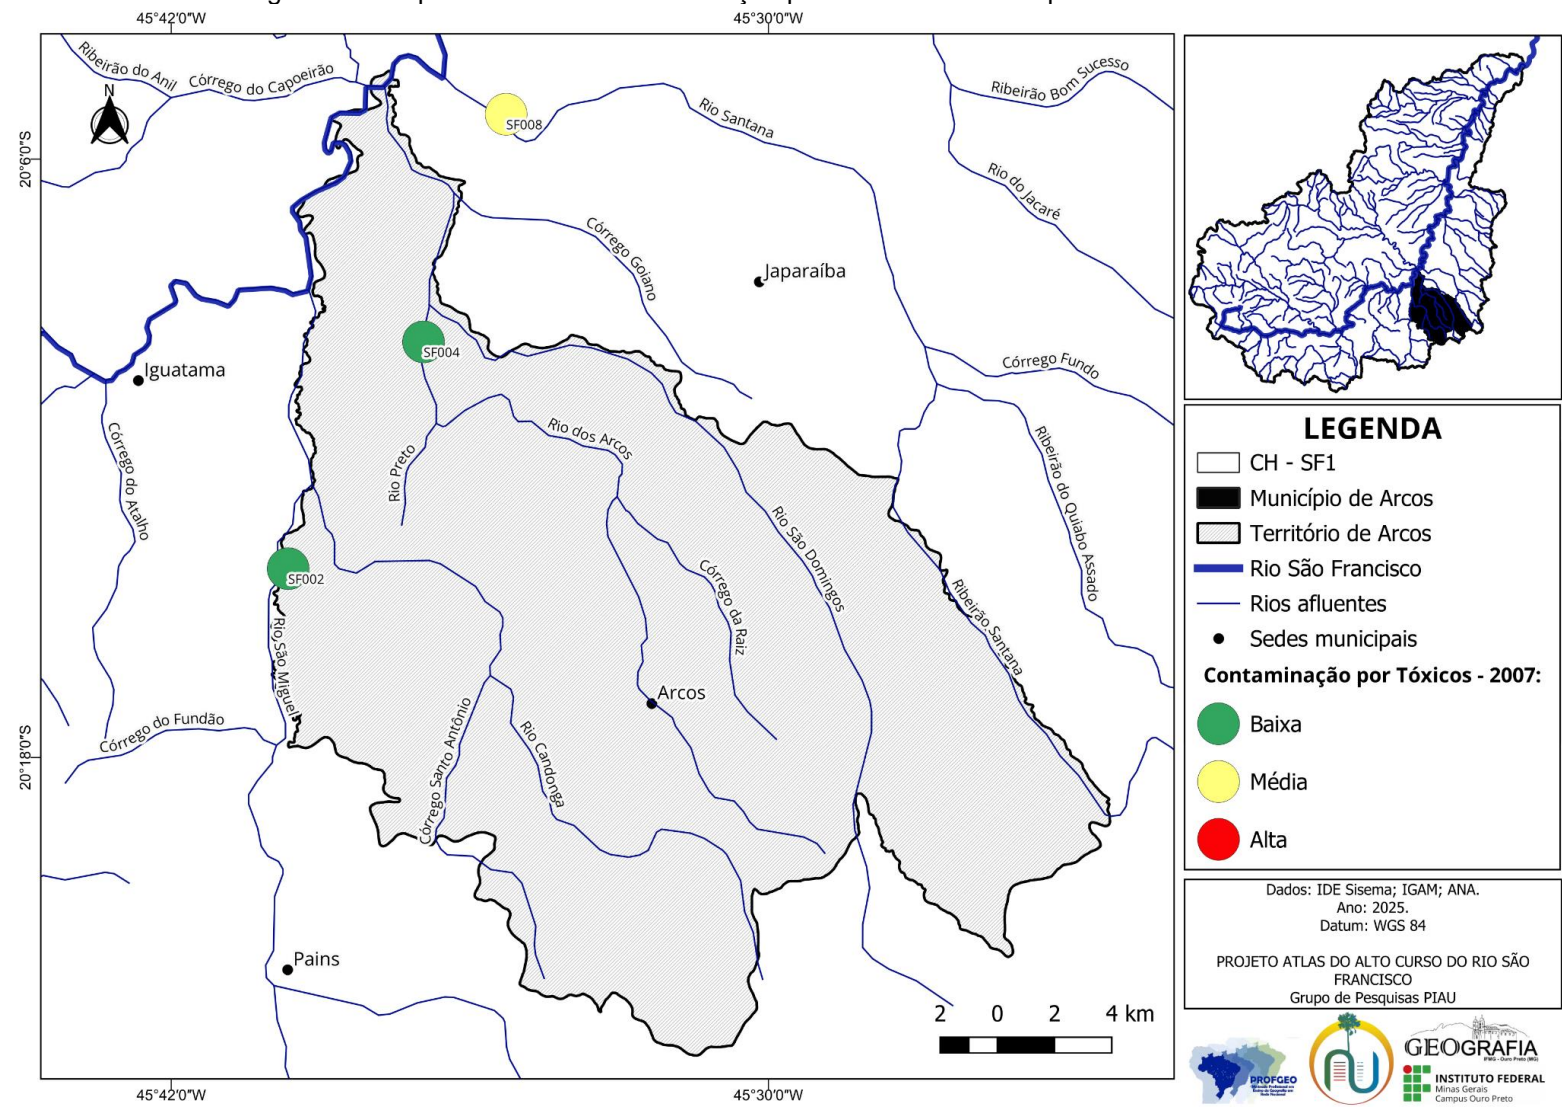 45°42'0"W
45°30'0"W
Ribeirão do Anil
Córrego do Capoeirão
Ribeirão Bom Sucesso
N
SF008
Rio Santana
20°6'0"S
Rio do Jacaré
Córrego Goiano
Japaraíba
SF004
Iguatama
Córrego Fundo
Córrego do Atalho
Rio Preto
Rio dos Arcos
Ribeirão do Quiabo Assado
Rio São Domingos
SF002
Córrego da Raiz
Ribeirão Santana
Rio São Miguel
Arcos
Córrego do Fundão
Córrego Santo Antônio
Rio Candonga
20°18'0"S
Pains
2 0 2 4 km
45°42'0"W
45°30'0"W
LEGENDA
CH - SF1
Município de Arcos
Território de Arcos
Rio São Francisco
Rios afluentes
Sedes municipais
Contaminação por Tóxicos - 2007:
Baixa
Média
Alta
Dados: IDE Sisema; IGAM; ANA.
Ano: 2025.
Datum: WGS 84
PROJETO ATLAS DO ALTO CURSO DO RIO SÃO
FRANCISCO
Grupo de Pesquisas PIAU
PROFGEO
GEOGRAFIA
IFMG - Ouro Preto (MG)
INSTITUTO FEDERAL
Minas Gerais
Campus Ouro Preto